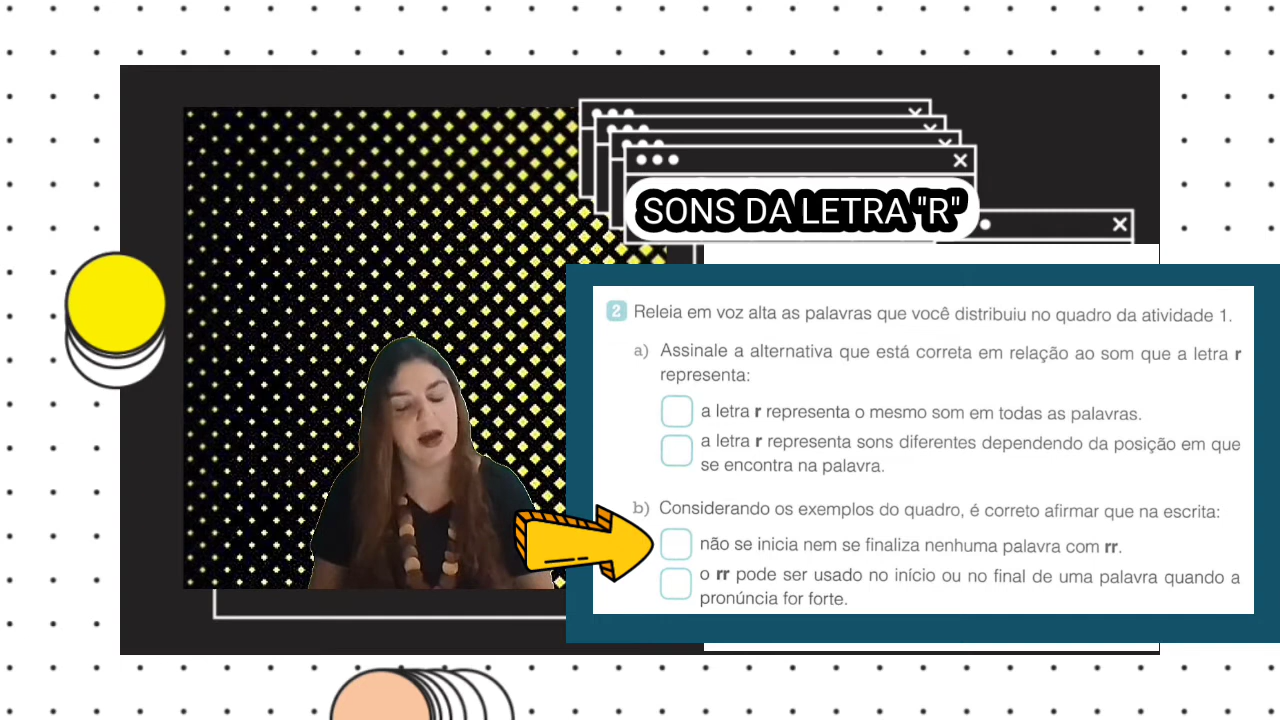 SONS DA LETRA "R"
2 Releia em voz alta as palavras que você distribuiu no quadro da atividade 1.
a) Assinale a alternativa que está correta em relação ao som que a letra r
representa:
a letra r representa o mesmo som em todas as palavras.
a letra r representa sons diferentes dependendo da posição em que
se encontra na palavra.
b) Considerando os exemplos do quadro, é correto afirmar que na escrita:
não se inicia nem se finaliza nenhuma palavra com rr.
o rr pode ser usado no início ou no final de uma palavra quando a
pronúncia for forte.